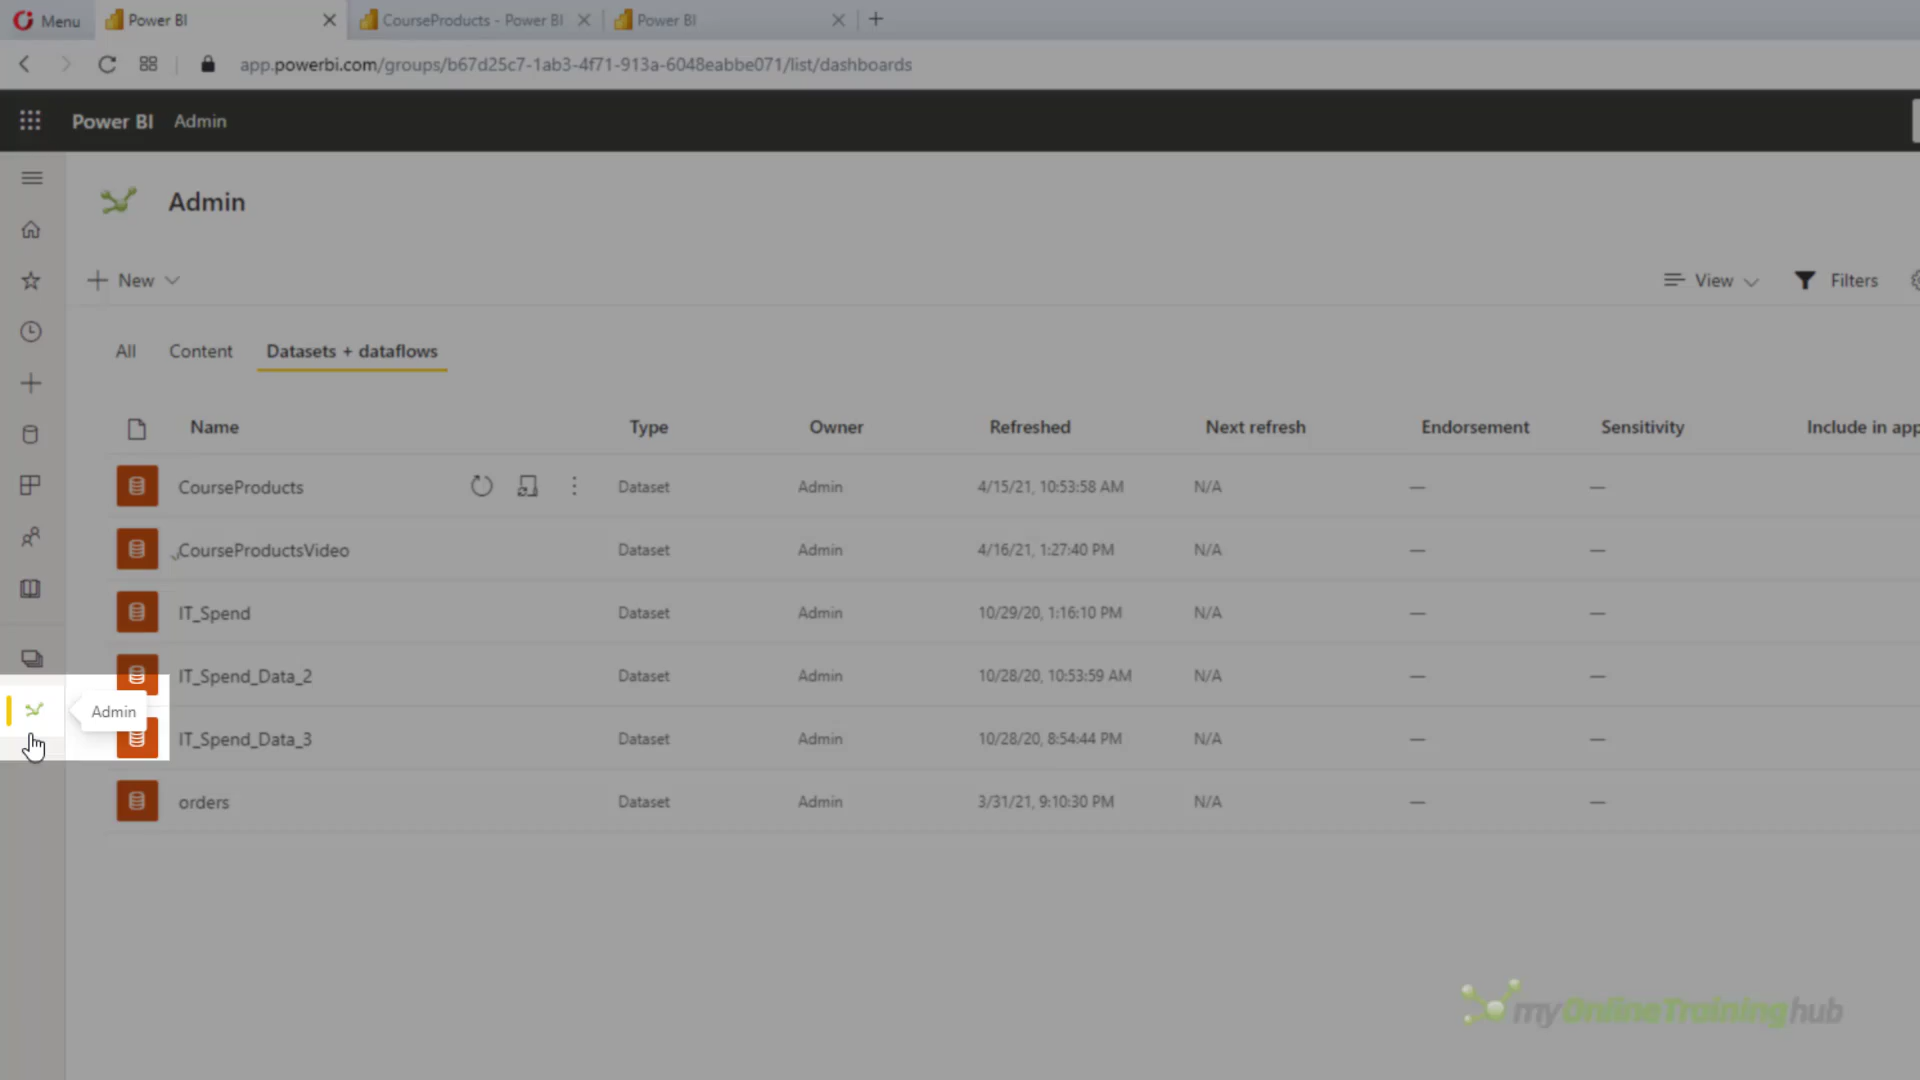 Menu Power BI CourseProducts - Power BI Power BI
app.powerbi.com/groups/b67d25c7-1ab3-4f71-913a-6048eabbe071/list/dashboards
Power BI Admin
Admin
New View Filters
All Content Datasets + dataflows
Name Type Owner Refreshed Next refresh Endorsement Sensitivity Include in app
CourseProducts Dataset Admin 4/15/21, 10:53:58 AM N/A — —
CourseProductsVideo Dataset Admin 4/16/21, 1:27:40 PM N/A — —
IT_Spend Dataset Admin 10/29/20, 1:16:10 PM N/A — —
IT_Spend_Data_2 Dataset Admin 10/28/20, 10:53:59 AM N/A — —
Admin
IT_Spend_Data_3 Dataset Admin 10/28/20, 8:54:44 PM N/A — —
orders Dataset Admin 3/31/21, 9:10:30 PM N/A — —
myOnlineTraininghub